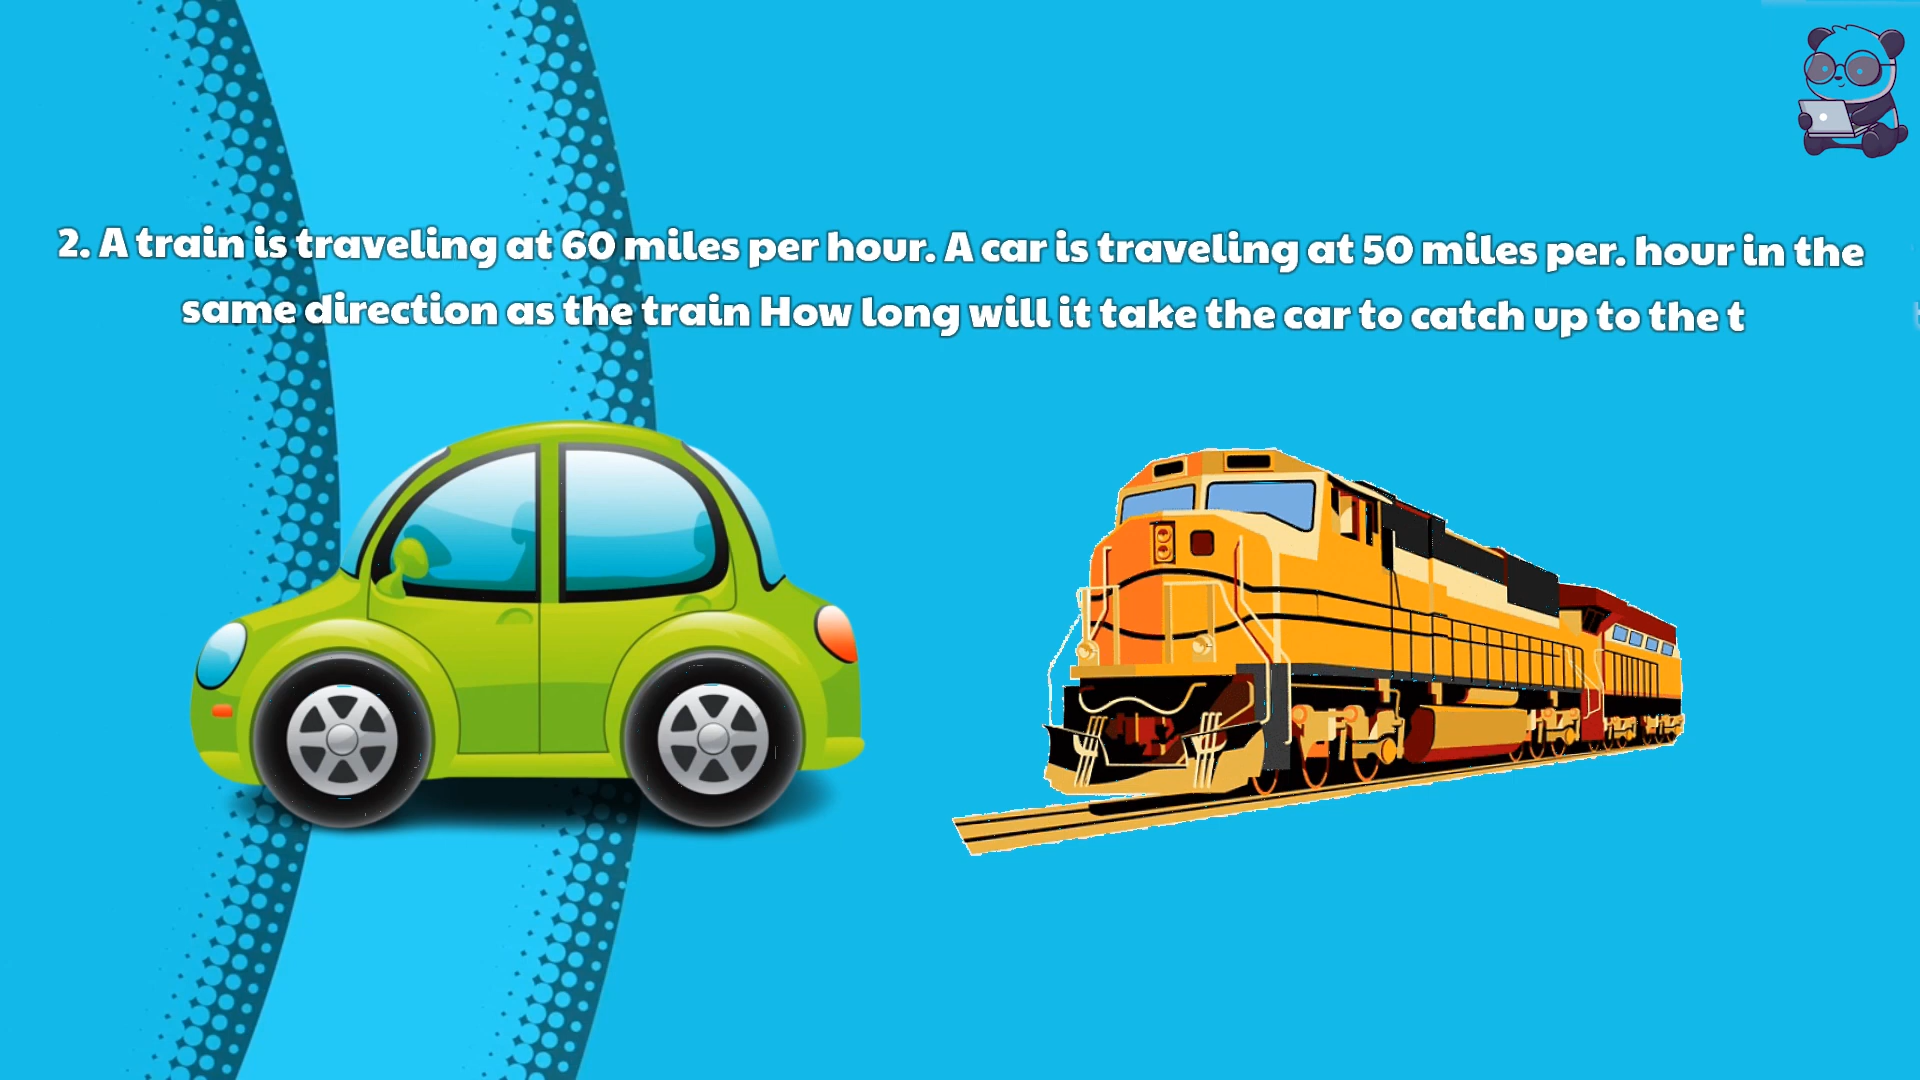 2. A train is traveling at 60 miles per hour. A car is traveling at 50 miles per. hour in the
same direction as the train How long will it take the car to catch up to the t